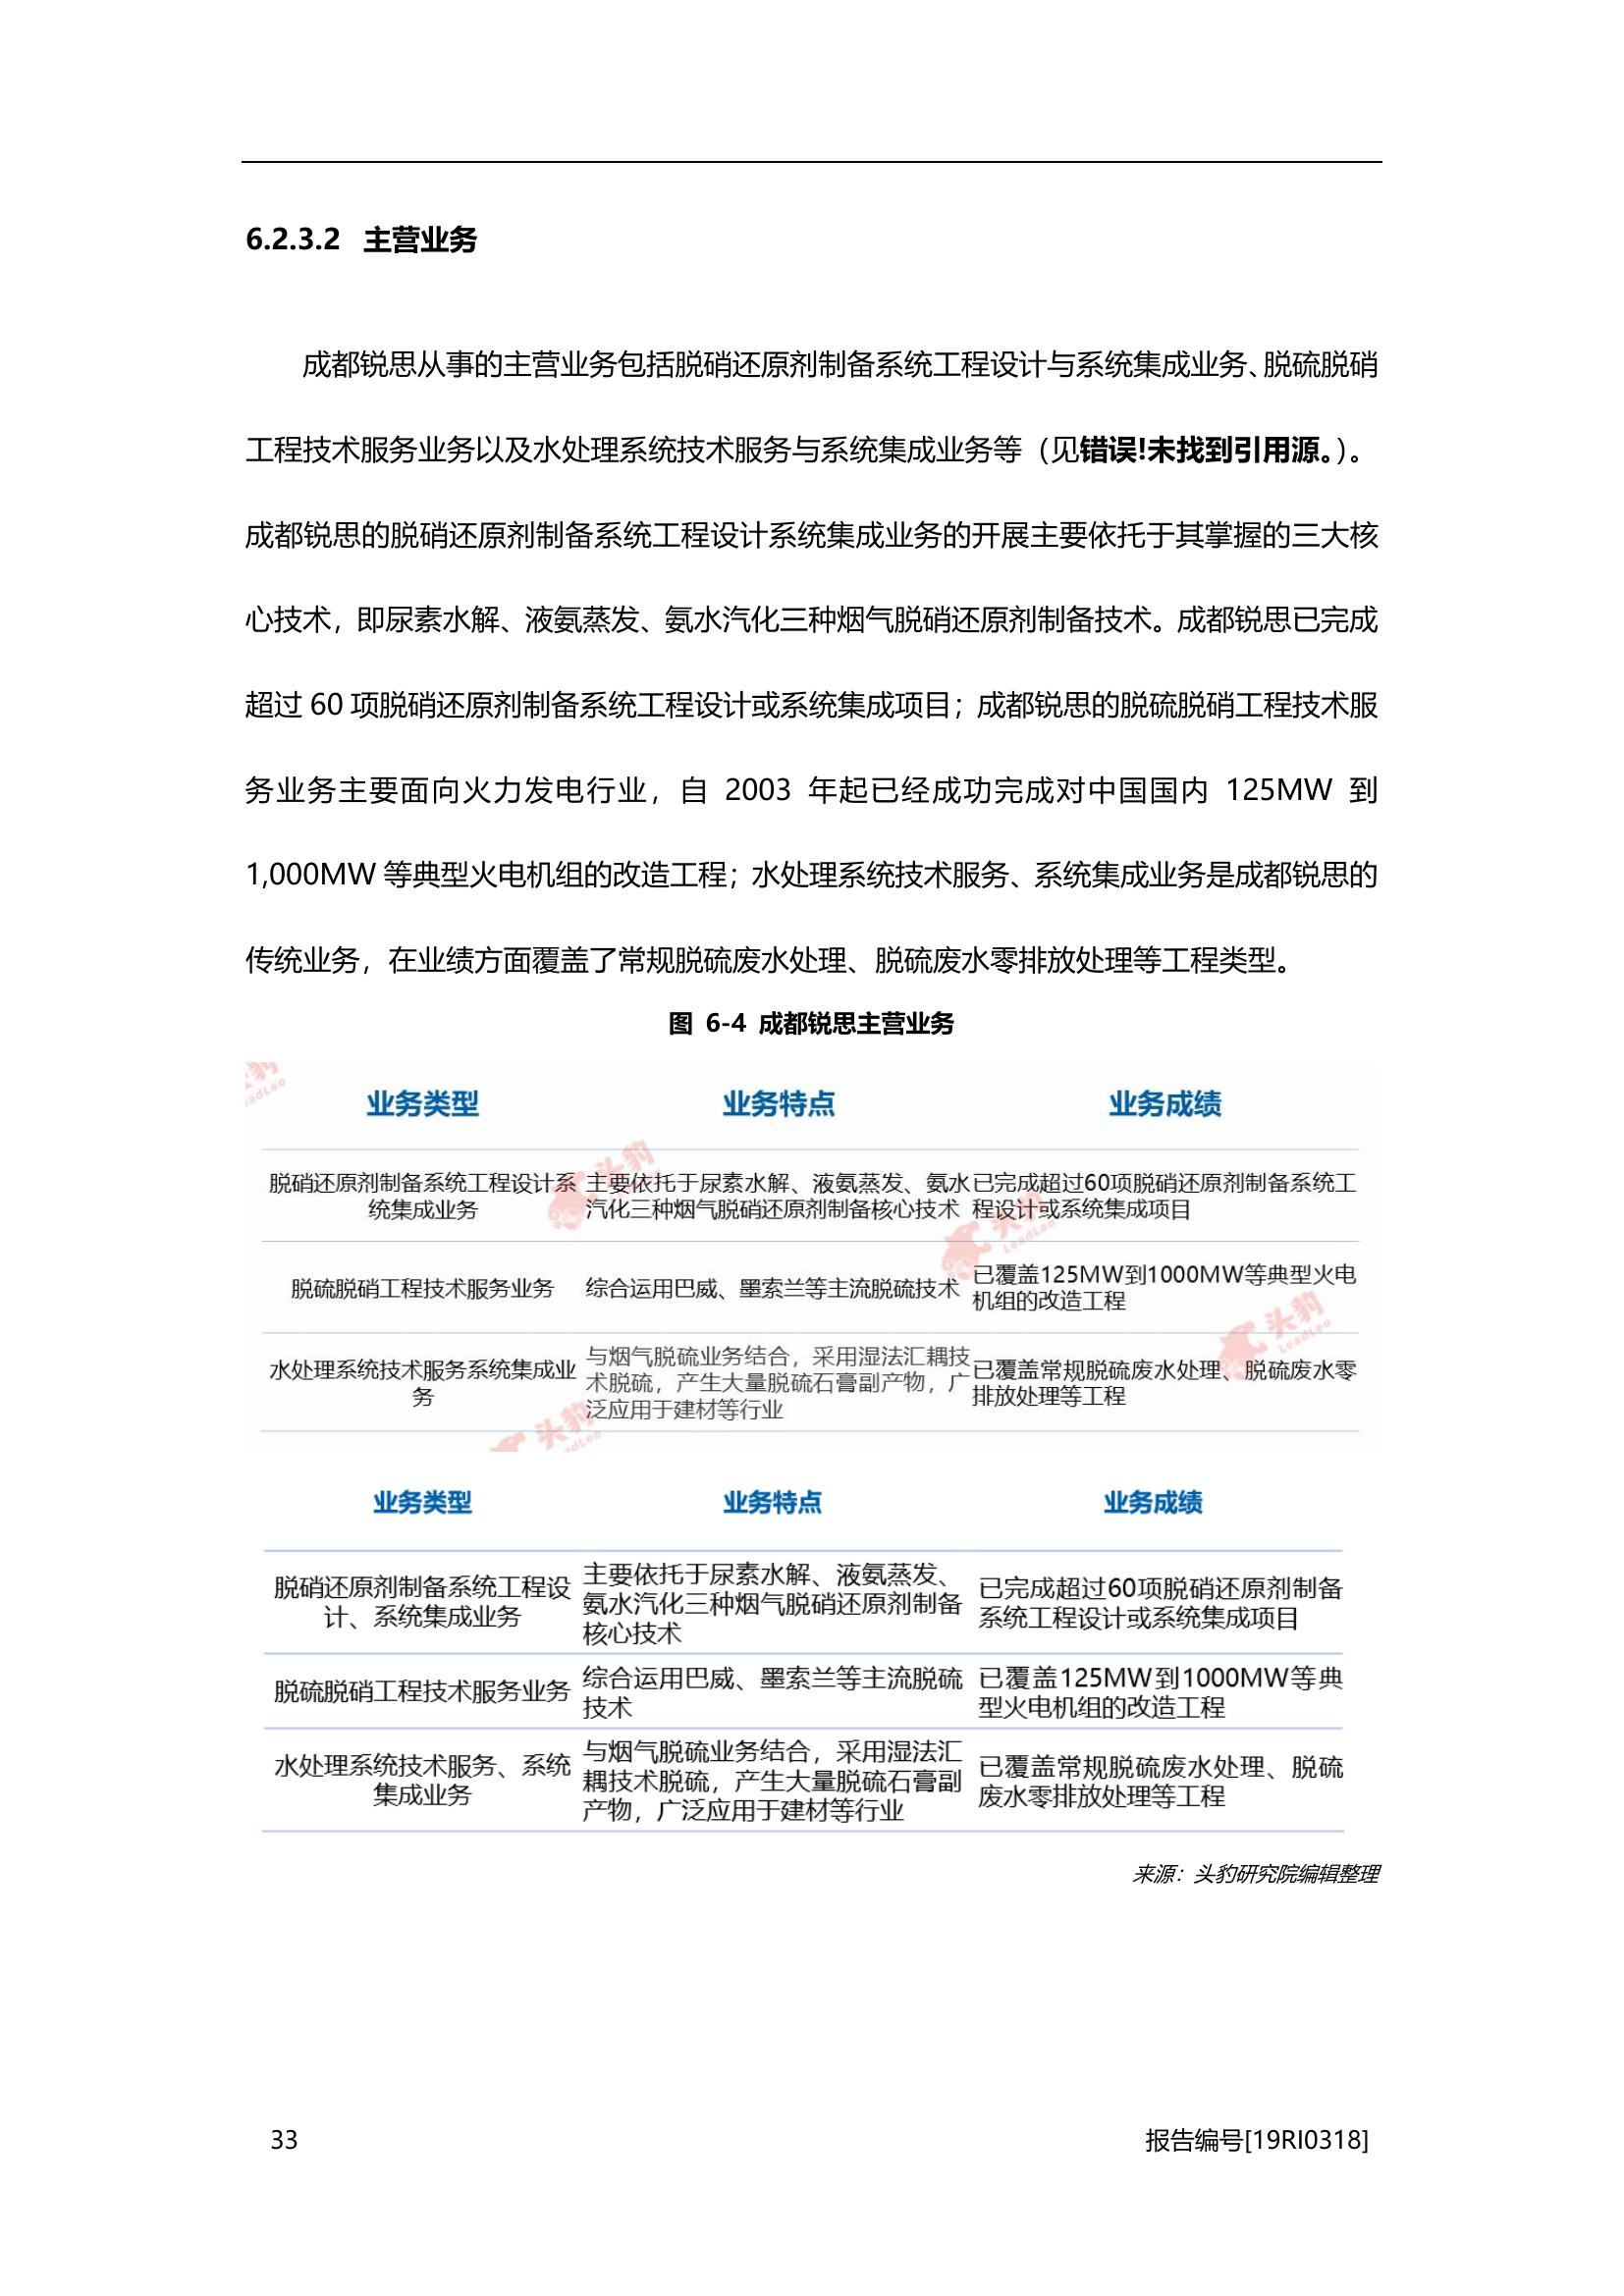 6.2.3.2 主营业务
成都锐思从事的主营业务包括脱硝还原剂制备系统工程设计与系统集成业务、脱硫脱硝
工程技术服务业务以及水处理系统技术服务与系统集成业务等（见错误!未找到引用源。）。
成都锐思的脱硝还原剂制备系统工程设计系统集成业务的开展主要依托于其掌握的三大核
心技术，即尿素水解、液氨蒸发、氨水汽化三种烟气脱硝还原剂制备技术。成都锐思已完成
超过 60 项脱硝还原剂制备系统工程设计或系统集成项目；成都锐思的脱硫脱硝工程技术服
务业务主要面向火力发电行业，自 2003 年起已经成功完成对中国国内 125MW 到
1,000MW 等典型火电机组的改造工程；水处理系统技术服务、系统集成业务是成都锐思的
传统业务，在业绩方面覆盖了常规脱硫废水处理、脱硫废水零排放处理等工程类型。
图 6-4 成都锐思主营业务
业务类型 业务特点 业务成绩
脱硝还原剂制备系统工程设计系
统集成业务
主要依托于尿素水解、液氨蒸发、氨水
汽化三种烟气脱硝还原剂制备核心技术
已完成超过60项脱硝还原剂制备系统工
程设计或系统集成项目
脱硫脱硝工程技术服务业务
综合运用巴威、墨索兰等主流脱硫技术
已覆盖125MW到1000MW等典型火电
机组的改造工程
水处理系统技术服务系统集成业
务
与烟气脱硫业务结合，采用湿法汇耦技
术脱硫，产生大量脱硫石膏副产物，广
泛应用于建材等行业
已覆盖常规脱硫废水处理、脱硫废水零
排放处理等工程
头豹
头豹
LeadLeo
头豹
LeadLeo
头豹
业务类型 业务特点 业务成绩
脱硝还原剂制备系统工程设
计、系统集成业务
主要依托于尿素水解、液氨蒸发、
氨水汽化三种烟气脱硝还原剂制备
核心技术
已完成超过60项脱硝还原剂制备
系统工程设计或系统集成项目
脱硫脱硝工程技术服务业务
综合运用巴威、墨索兰等主流脱硫
技术
已覆盖125MW到1000MW等典
型火电机组的改造工程
水处理系统技术服务、系统
集成业务
与烟气脱硫业务结合，采用湿法汇
耦技术脱硫，产生大量脱硫石膏副
产物，广泛应用于建材等行业
已覆盖常规脱硫废水处理、脱硫
废水零排放处理等工程
来源：头豹研究院编辑整理
33 报告编号[19RI0318]